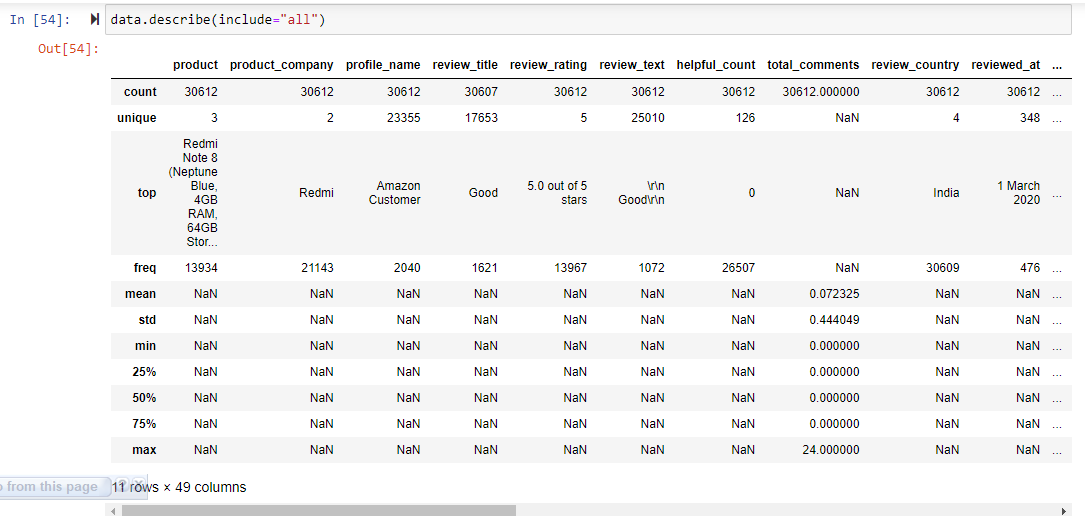 In [54]: data.describe(include="all")
Out[54]:
product product_company profile_name review_title review_rating review_text helpful_count total_comments review_country reviewed_at ...
count 30612 30612 30612 30607 30612 30612 30612 30612.000000 30612 30612 ...
unique 3 2 23355 17653 5 25010 126 NaN 4 348 ...
top Redmi Note 8 (Neptune Blue, 4GB RAM, 64GB Stor... Redmi Amazon Customer Good 5.0 out of 5 stars \r\n Good\r\n 0 NaN India 1 March 2020 ...
freq 13934 21143 2040 1621 13967 1072 26507 NaN 30609 476 ...
mean NaN NaN NaN NaN NaN NaN NaN 0.072325 NaN NaN ...
std NaN NaN NaN NaN NaN NaN NaN 0.444049 NaN NaN ...
min NaN NaN NaN NaN NaN NaN NaN 0.000000 NaN NaN ...
25% NaN NaN NaN NaN NaN NaN NaN 0.000000 NaN NaN ...
50% NaN NaN NaN NaN NaN NaN NaN 0.000000 NaN NaN ...
75% NaN NaN NaN NaN NaN NaN NaN 0.000000 NaN NaN ...
max NaN NaN NaN NaN NaN NaN NaN 24.000000 NaN NaN ...
from this page 11 rows × 49 columns